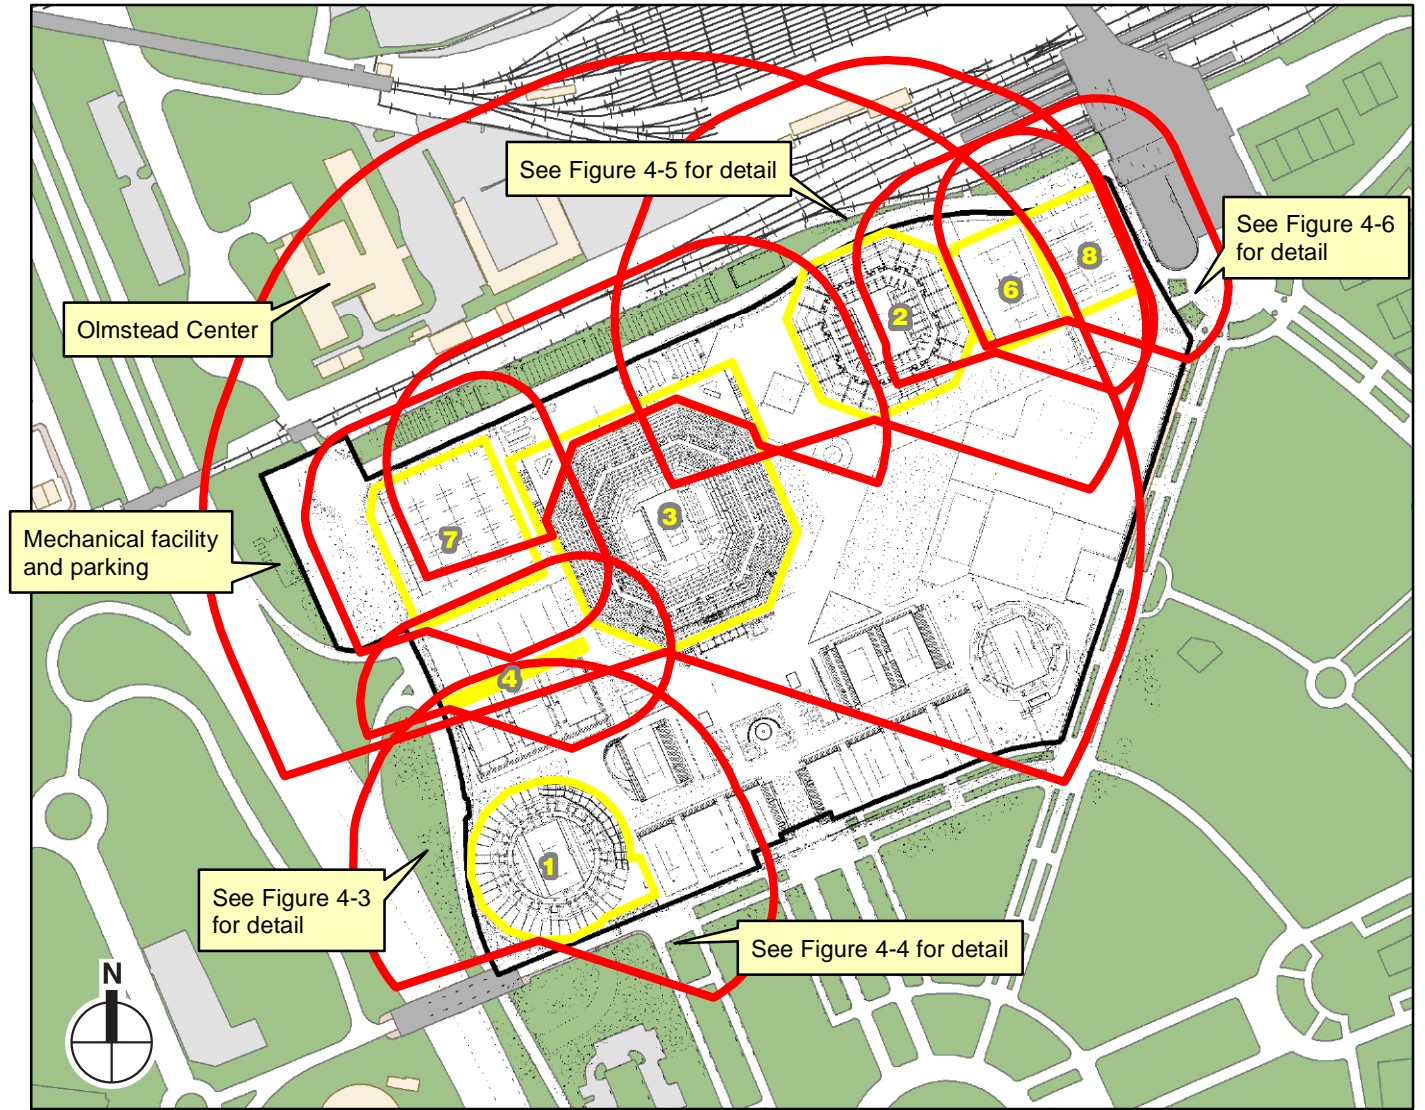 See Figure 4-5 for detail
See Figure 4-6
for detail
8
6
2
Olmstead Center
3
7
Mechanical facility
and parking
4
1
See Figure 4-3
for detail
See Figure 4-4 for detail
N